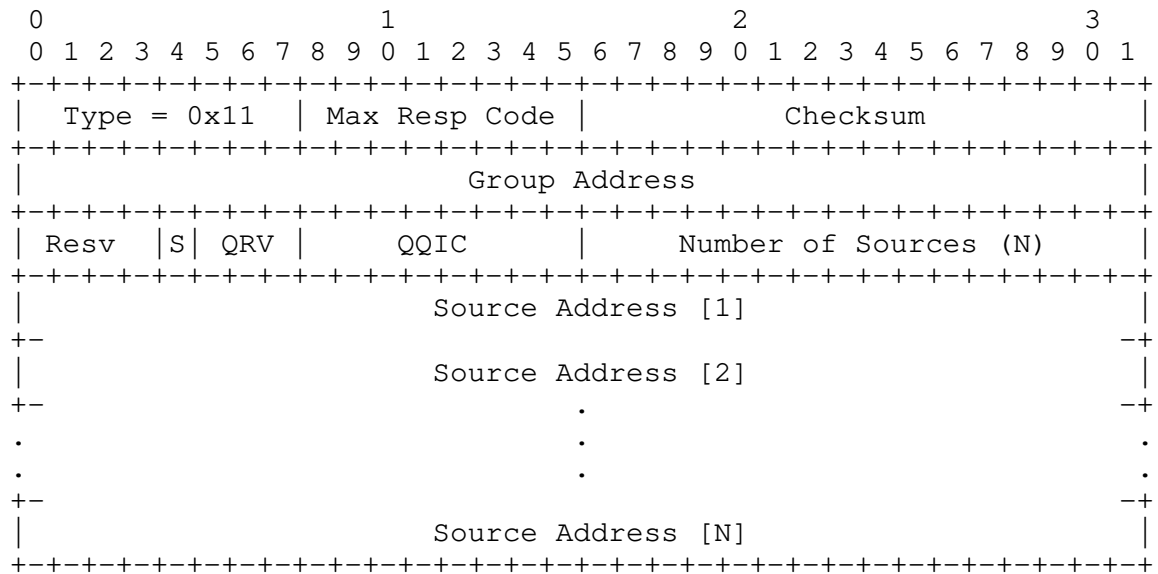 0                   1                   2                   3
 0 1 2 3 4 5 6 7 8 9 0 1 2 3 4 5 6 7 8 9 0 1 2 3 4 5 6 7 8 9 0 1
+-+-+-+-+-+-+-+-+-+-+-+-+-+-+-+-+-+-+-+-+-+-+-+-+-+-+-+-+-+-+-+-+
|  Type = 0x11  | Max Resp Code |           Checksum            |
+-+-+-+-+-+-+-+-+-+-+-+-+-+-+-+-+-+-+-+-+-+-+-+-+-+-+-+-+-+-+-+-+
|                         Group Address                         |
+-+-+-+-+-+-+-+-+-+-+-+-+-+-+-+-+-+-+-+-+-+-+-+-+-+-+-+-+-+-+-+-+
| Resv  |S| QRV |     QQIC      |     Number of Sources (N)     |
+-+-+-+-+-+-+-+-+-+-+-+-+-+-+-+-+-+-+-+-+-+-+-+-+-+-+-+-+-+-+-+-+
|                       Source Address [1]                      |
+-                                                             -+
|                       Source Address [2]                      |
+-                              .                              -+
.                               .                               .
.                               .                               .
+-                                                             -+
|                       Source Address [N]                      |
+-+-+-+-+-+-+-+-+-+-+-+-+-+-+-+-+-+-+-+-+-+-+-+-+-+-+-+-+-+-+-+-+